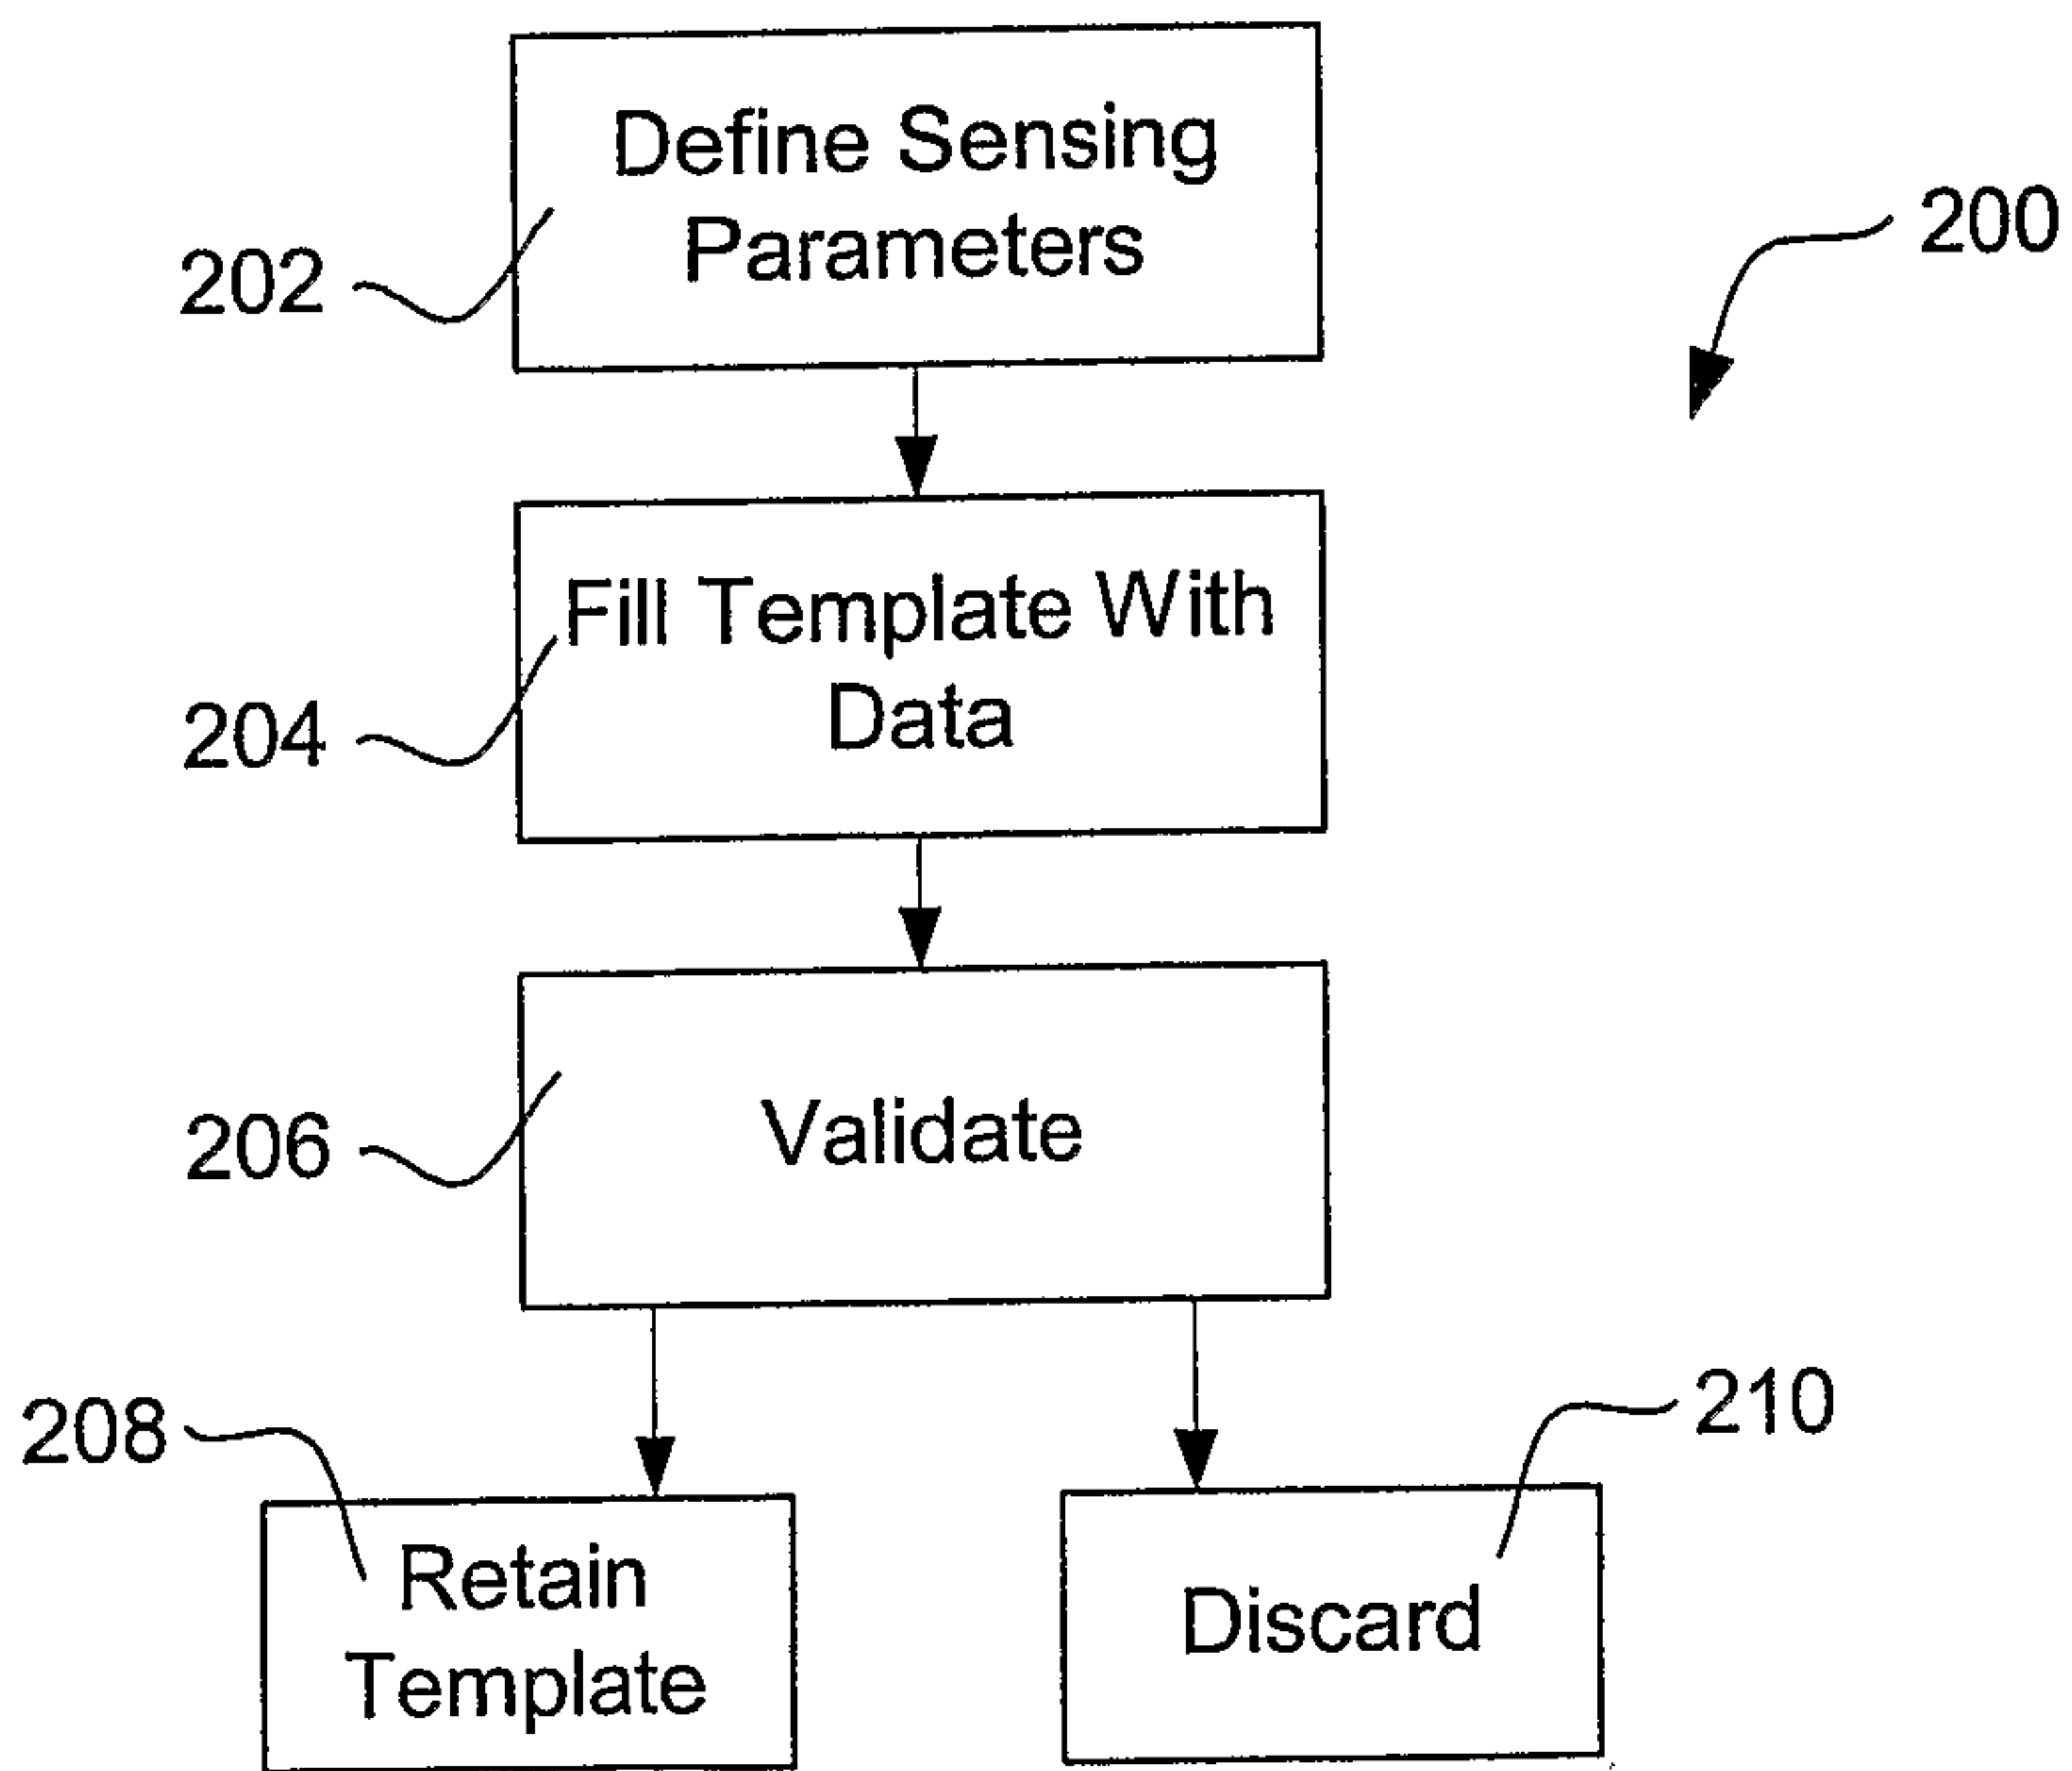 Define Sensing
Parameters
200
202
Fill Template With
Data
204
Validate
206
208
210
Retain
Template
Discard